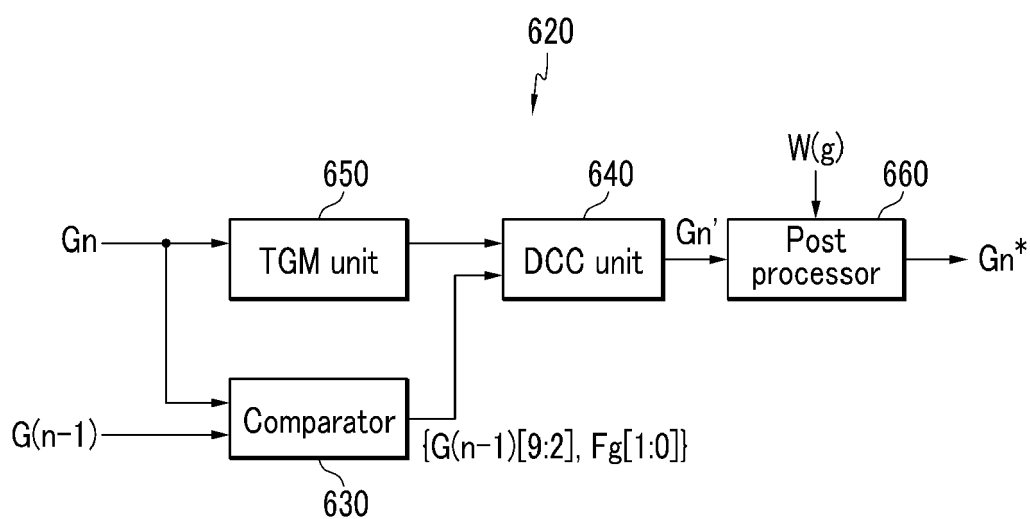 620
W(g)
650
640
660
Gn
TGM unit
DCC unit
Gn'
Post
processor
Gn*
G(n-1)
Comparator
{G(n-1)[9:2], Fg[1:0]}
630